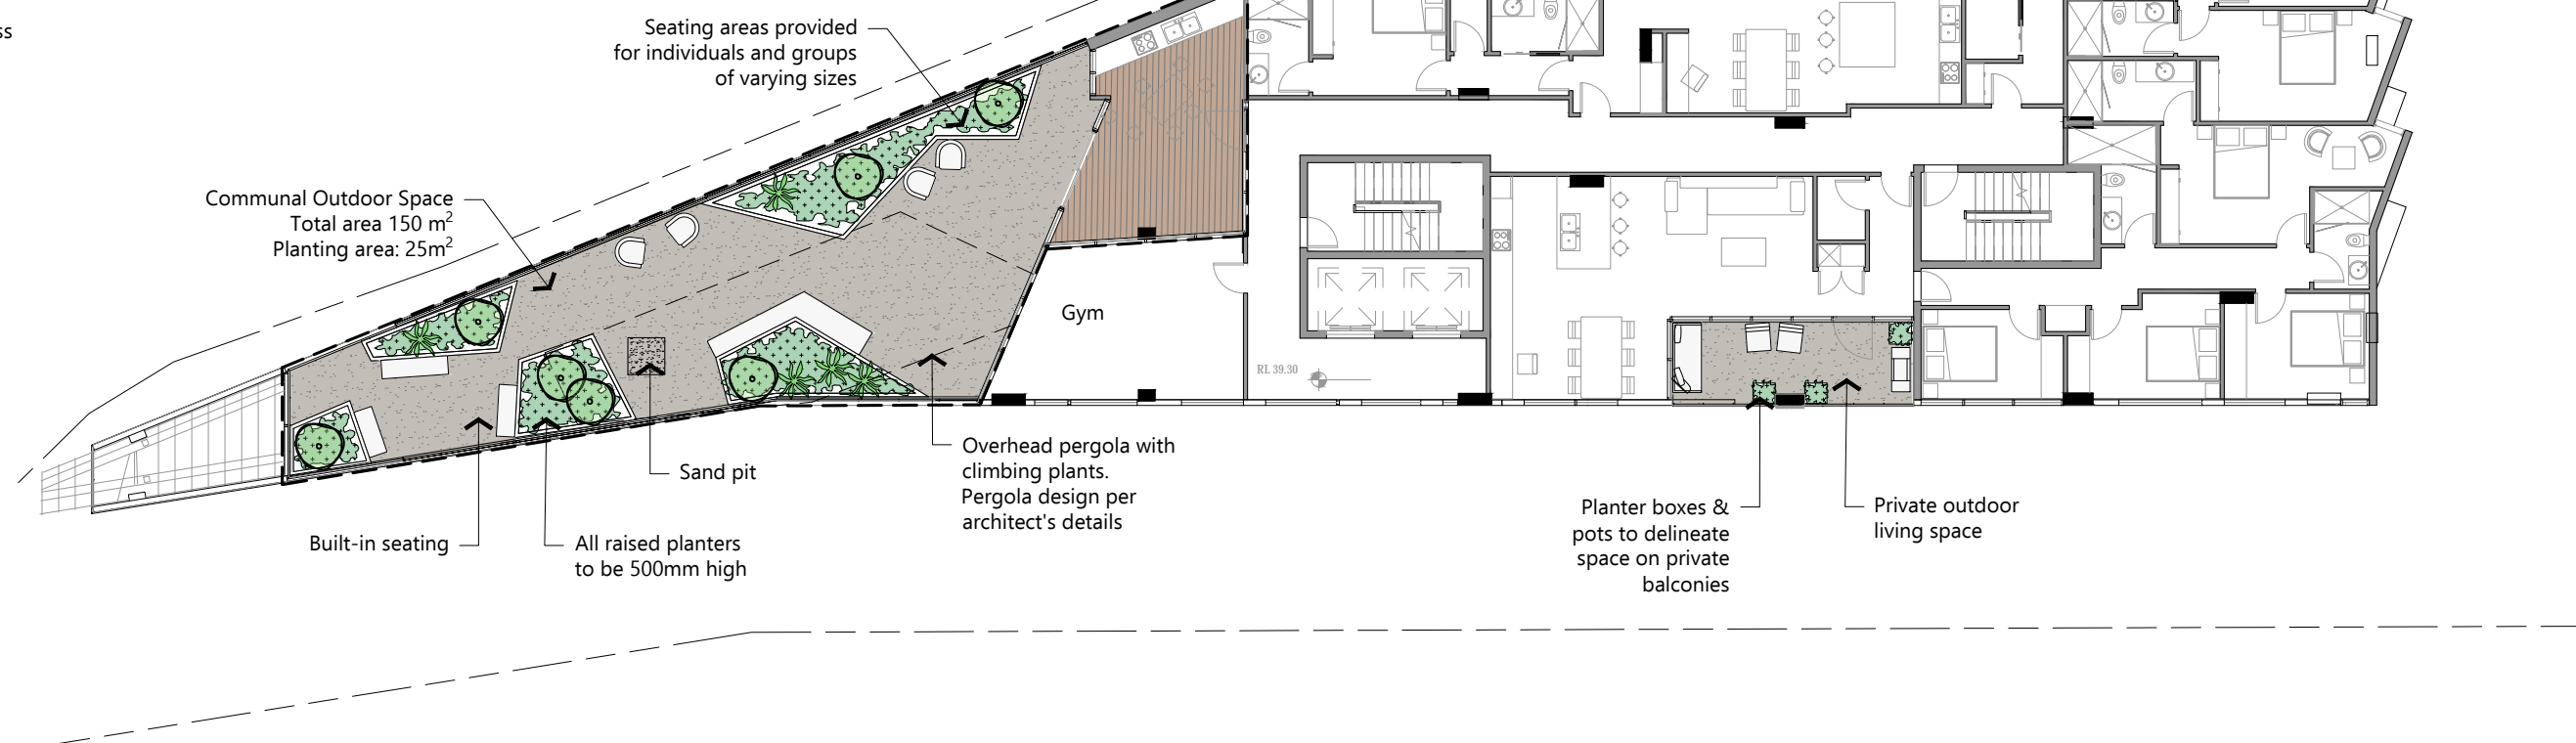 Seating areas provided
for individuals and groups
of varying sizes
Communal Outdoor Space
Total area 150 m²
Planting area: 25m²
Gym
RL 39.30
Overhead pergola with
climbing plants.
Pergola design per
architect's details
Sand pit
Built-in seating
All raised planters
to be 500mm high
Planter boxes &
pots to delineate
space on private
balconies
Private outdoor
living space